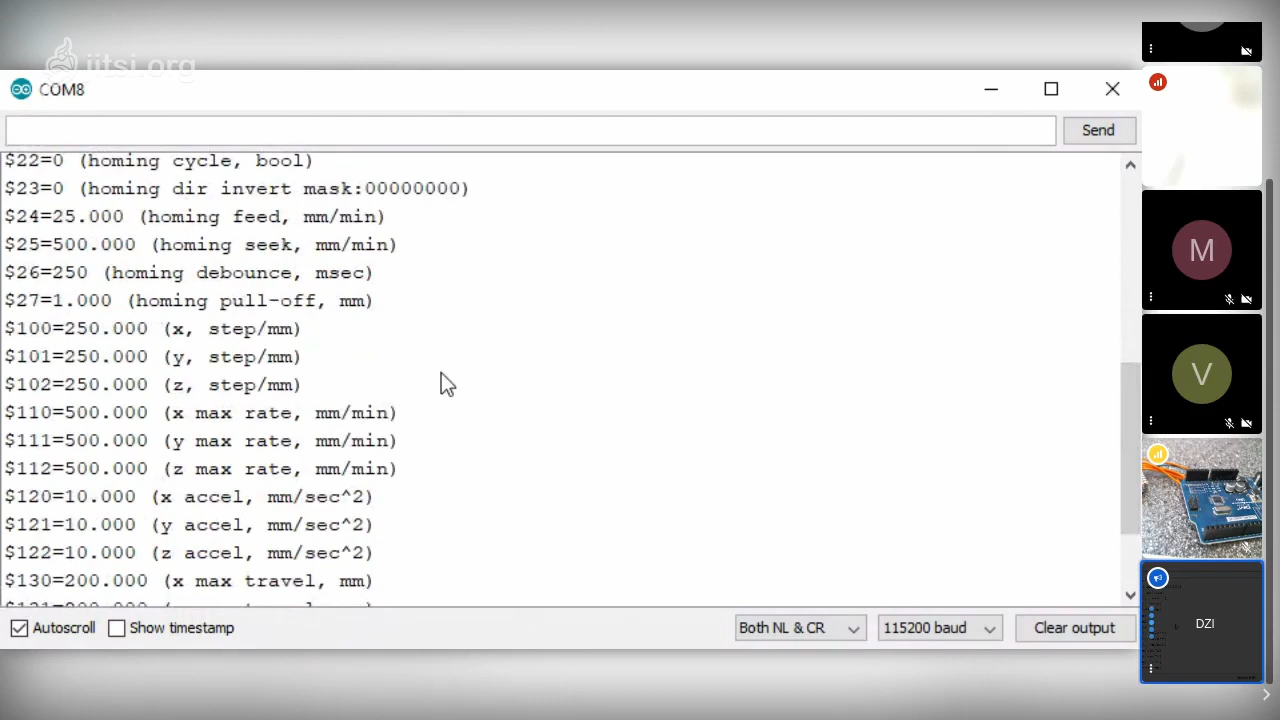 jitsi.org
COM8
Send
$22=0 (homing cycle, bool)
$23=0 (homing dir invert mask:00000000)
$24=25.000 (homing feed, mm/min)
$25=500.000 (homing seek, mm/min)
$26=250 (homing debounce, msec)
$27=1.000 (homing pull-off, mm)
$100=250.000 (x, step/mm)
$101=250.000 (y, step/mm)
$102=250.000 (z, step/mm)
$110=500.000 (x max rate, mm/min)
$111=500.000 (y max rate, mm/min)
$112=500.000 (z max rate, mm/min)
$120=10.000 (x accel, mm/sec^2)
$121=10.000 (y accel, mm/sec^2)
$122=10.000 (z accel, mm/sec^2)
$130=200.000 (x max travel, mm)
Autoscroll
Show timestamp
Both NL & CR
115200 baud
Clear output
M
V
DZI